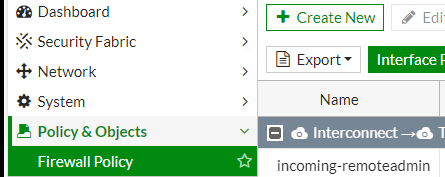 Dashboard
Security Fabric
Network
System
Policy & Objects
Firewall Policy
Create New
Export
Interface
Name
Interconnect
incoming-remoteadmin